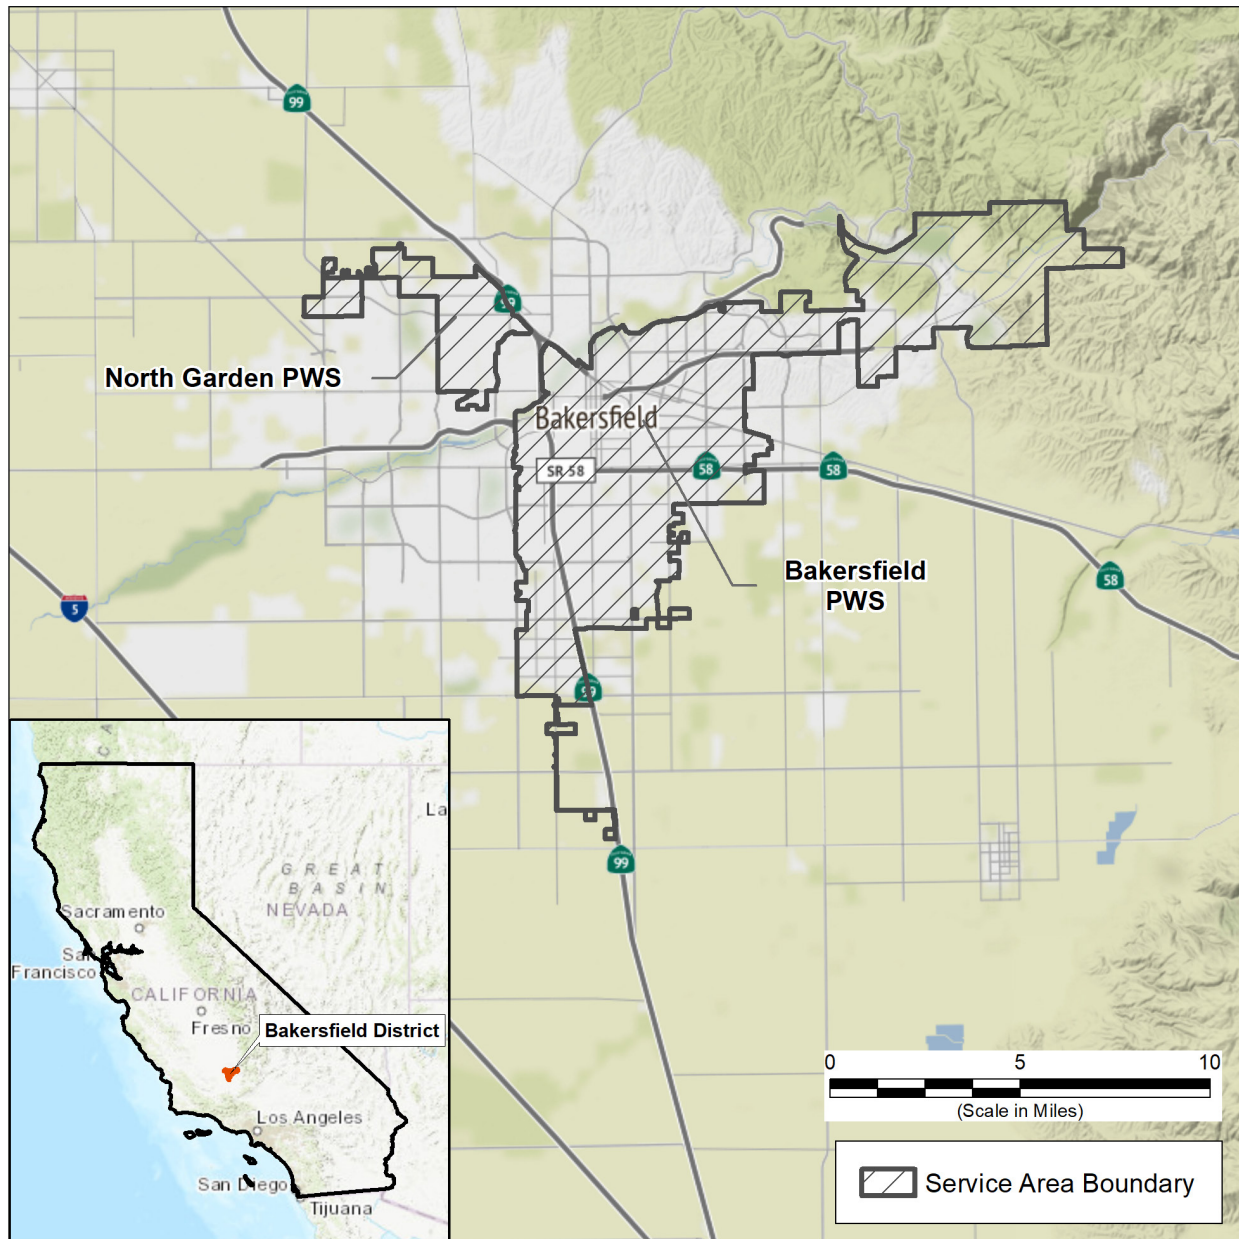 99
99
North Garden PWS
Bakersfield
SR 58
58
58
Bakersfield
PWS
58
5
99
99
CA
La
GREAT
BASIN
NEVADA
Sacramento
San
Francisco
CALIFORNIA
Fresno
Bakersfield District
Los Angeles
San Diego
Tijuana
0 5 10
(Scale in Miles)
Service Area Boundary